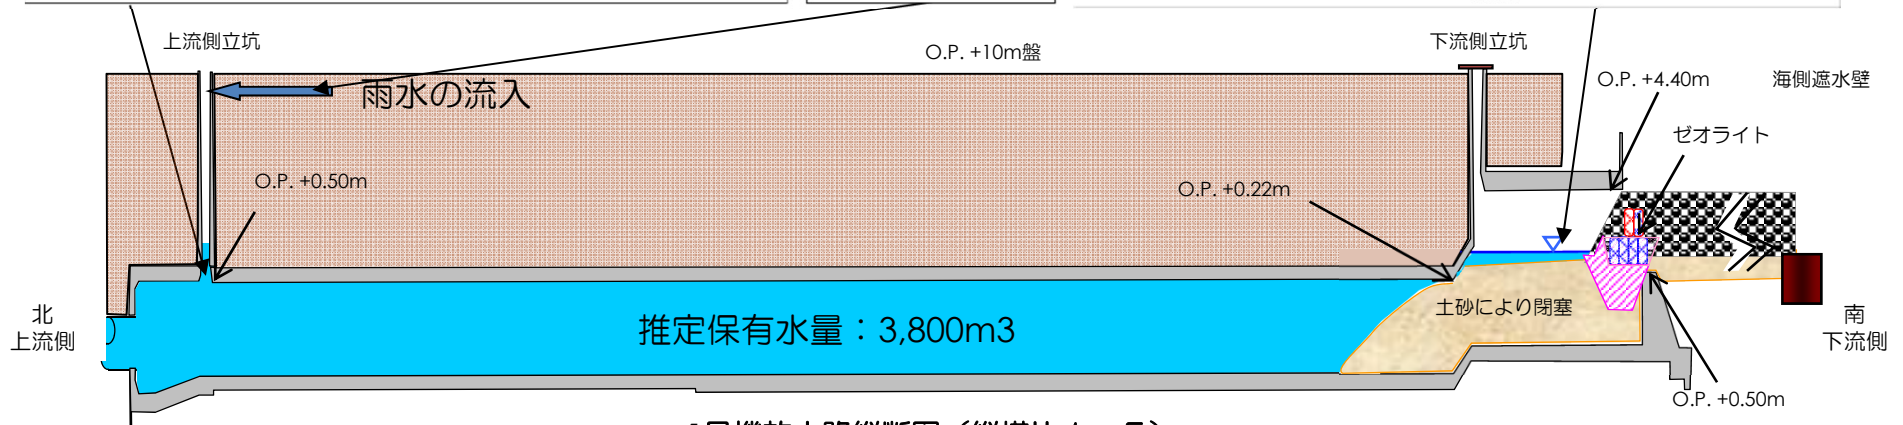 上流側立坑
O.P. +10m盤
下流側立坑
O.P. +4.40m
海側遮水壁
雨水の流入
ゼオライト
O.P. +0.50m
O.P. +0.22m
土砂により閉塞
推定保有水量：3,800m3
北
上流側
南
下流側
O.P. +0.50m